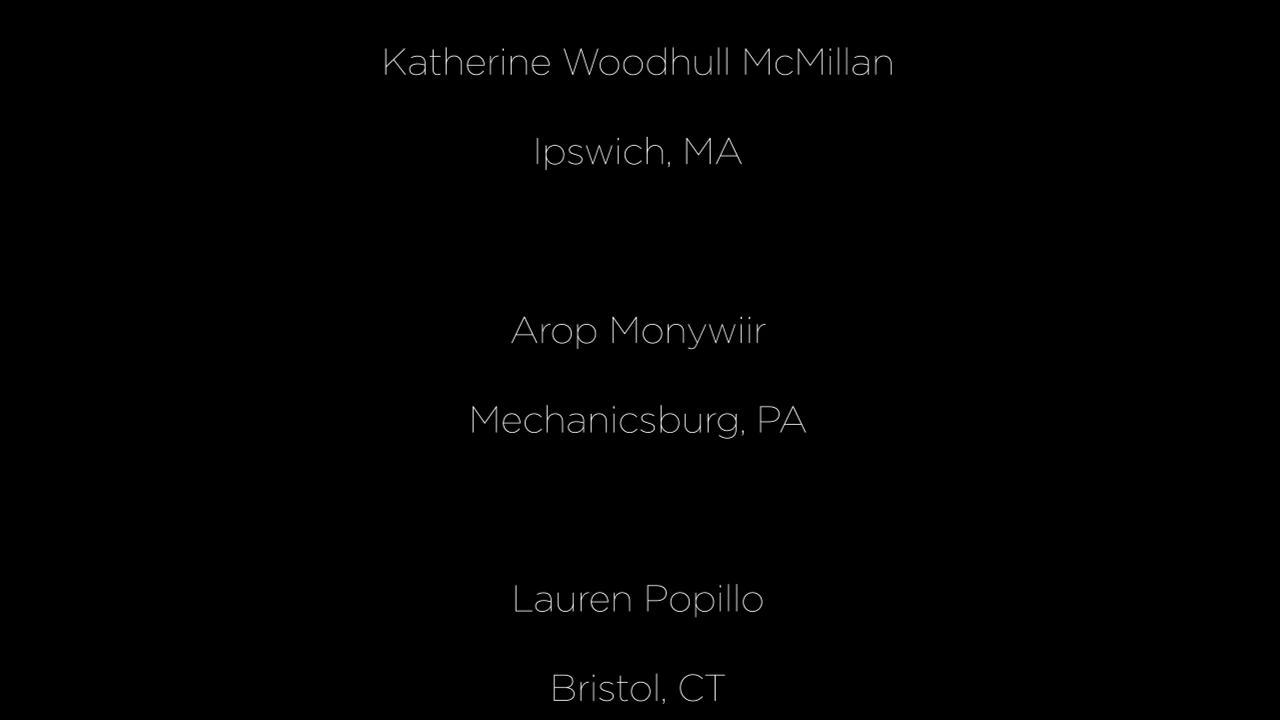 Katherine Woodhull McMillan
Ipswich, MA
Arop Monywiir
Mechanicsburg, PA
Lauren Popillo
Bristol, CT